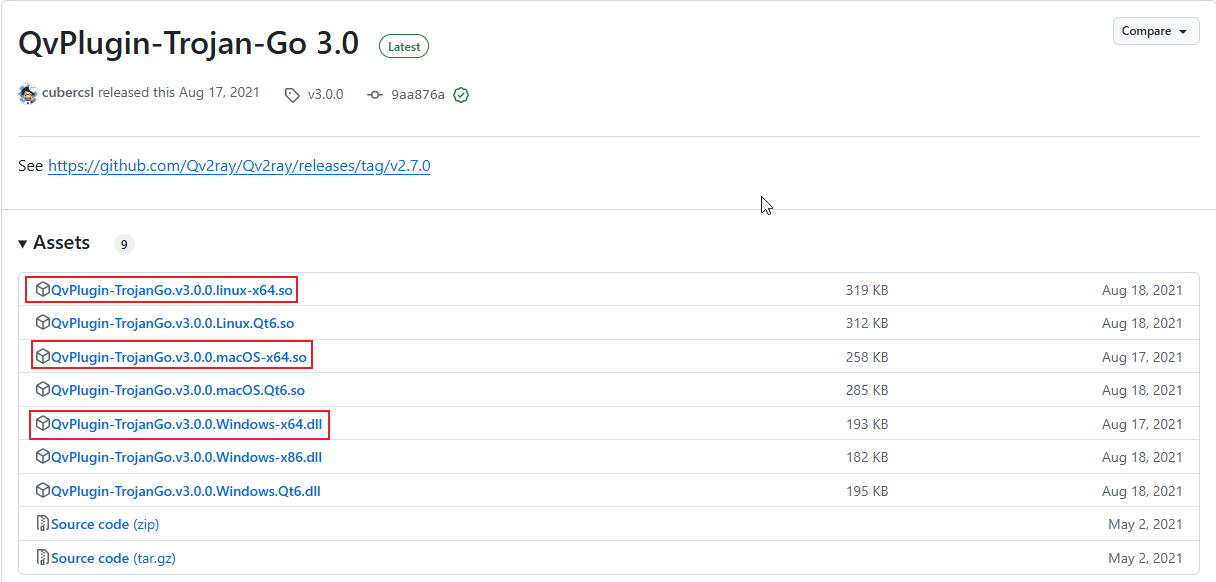 QvPlugin-Trojan-Go 3.0 Latest Compare
cubercsl released this Aug 17, 2021 v3.0.0 9aa876a
See https://github.com/Qv2ray/Qv2ray/releases/tag/v2.7.0
Assets 9
QvPlugin-TrojanGo.v3.0.0.linux-x64.so 319 KB Aug 18, 2021
QvPlugin-TrojanGo.v3.0.0.Linux.Qt6.so 312 KB Aug 18, 2021
QvPlugin-TrojanGo.v3.0.0.macOS-x64.so 258 KB Aug 17, 2021
QvPlugin-TrojanGo.v3.0.0.macOS.Qt6.so 285 KB Aug 18, 2021
QvPlugin-TrojanGo.v3.0.0.Windows-x64.dll 193 KB Aug 17, 2021
QvPlugin-TrojanGo.v3.0.0.Windows-x86.dll 182 KB Aug 18, 2021
QvPlugin-TrojanGo.v3.0.0.Windows.Qt6.dll 195 KB Aug 18, 2021
Source code (zip) May 2, 2021
Source code (tar.gz) May 2, 2021